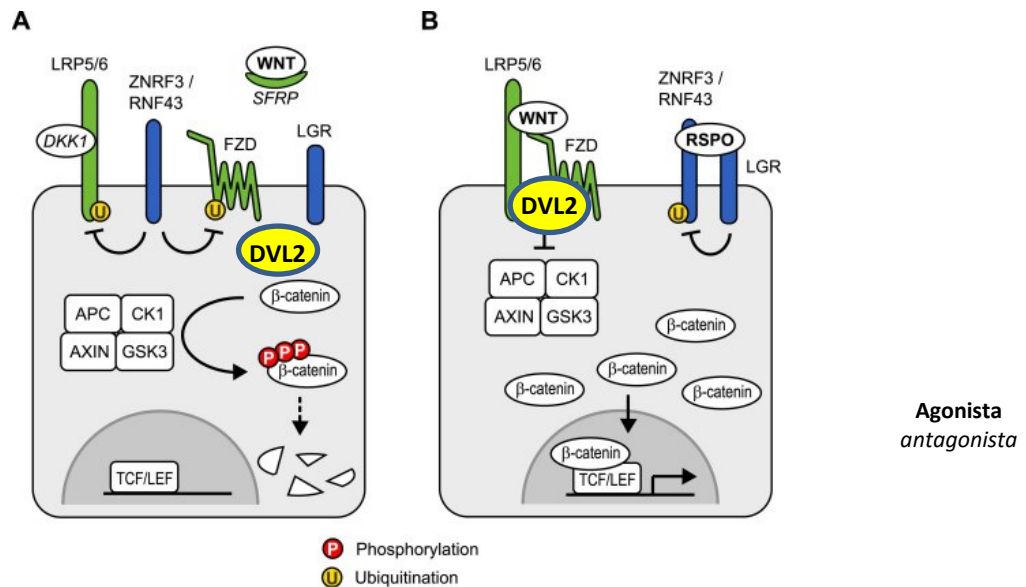 A
LRP5/6
ZNRF3 /
RNF43
WNT
SFRP
DKK1
FZD
LGR
U
U
DVL2
β-catenin
APC
CK1
AXIN
GSK3
P P P
β-catenin
TCF/LEF
B
LRP5/6
WNT
FZD
ZNRF3 /
RNF43
RSPO
LGR
DVL2
U
APC
CK1
AXIN
GSK3
β-catenin
β-catenin
β-catenin
β-catenin
β-catenin
TCF/LEF
Agonista
antagonista
P Phosphorylation
U Ubiquitination